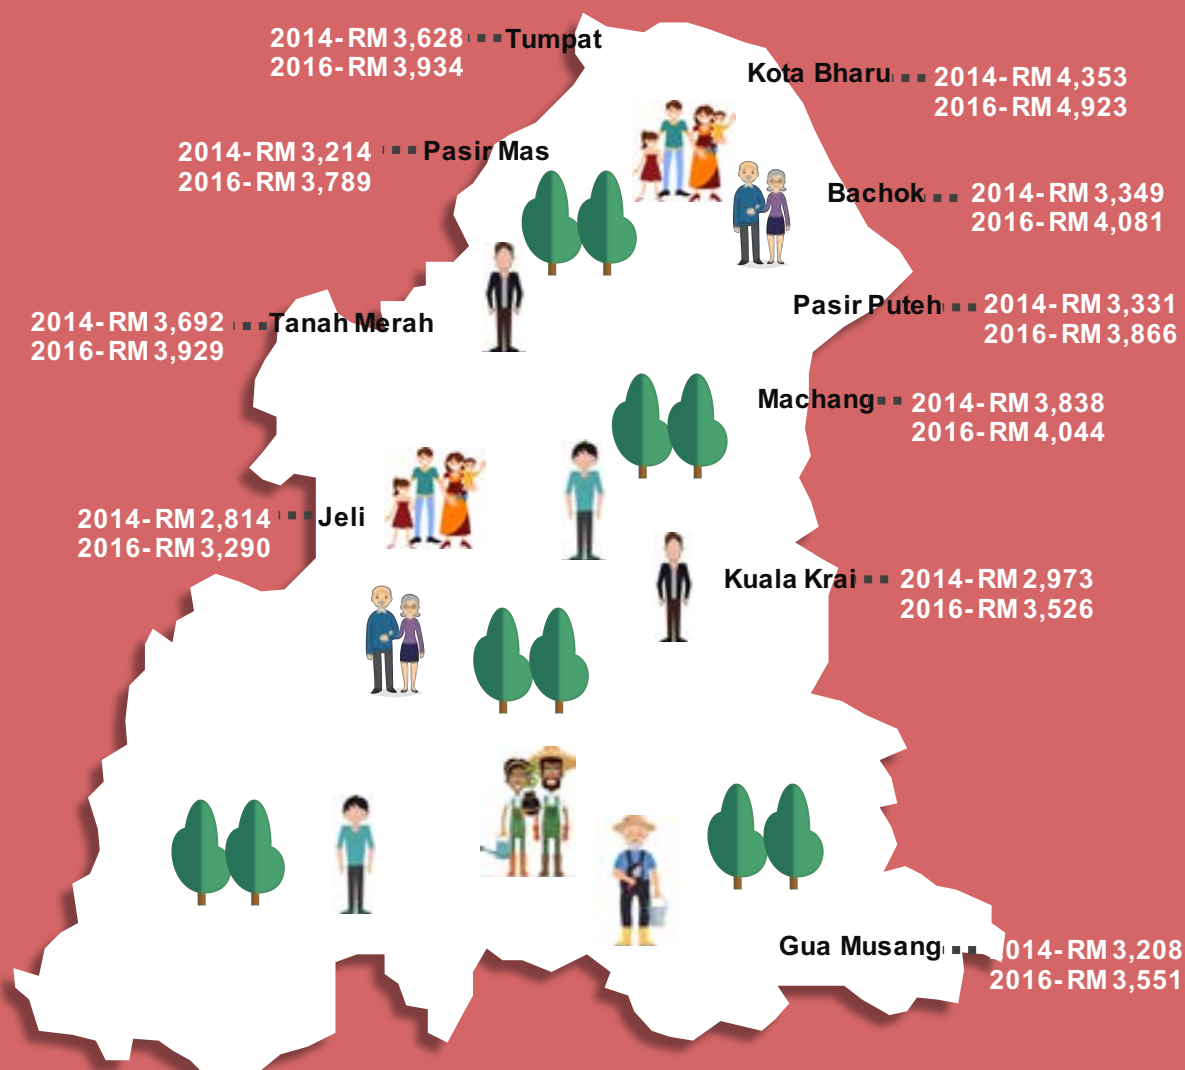 2014-RM 3,628 Tumpat
2016-RM 3,934
Kota Bharu 2014-RM 4,353
2016-RM 4,923
2014-RM 3,214 Pasir Mas
2016-RM 3,789
Bachok 2014-RM 3,349
2016-RM 4,081
Pasir Puteh 2014-RM 3,331
2016-RM 3,866
2014-RM 3,692 Tanah Merah
2016-RM 3,929
Machang 2014-RM 3,838
2016-RM 4,044
2014-RM 2,814 Jeli
2016-RM 3,290
Kuala Krai 2014-RM 2,973
2016-RM 3,526
Gua Musang 2014-RM 3,208
2016-RM 3,551